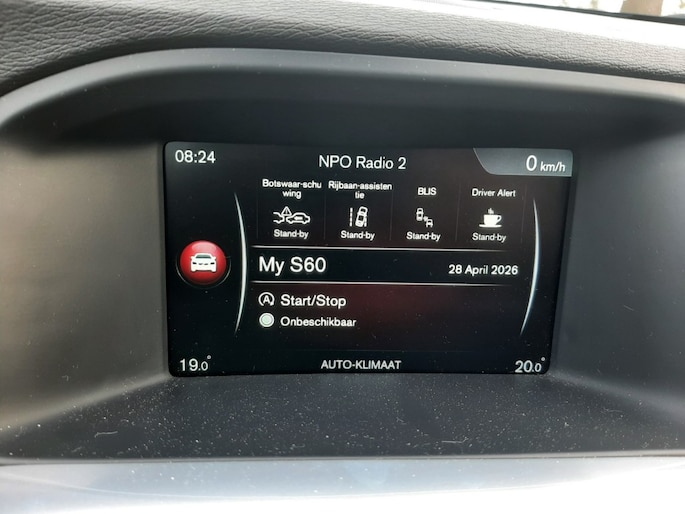 08:24
NPO Radio 2
0 km/h
Botswaar-schu
wing
Rijbaan-assisten
tie
BLIS
Driver Alert
Stand-by
Stand-by
Stand-by
Stand-by
My S60
28 April 2026
A Start/Stop
Onbeschikbaar
19.0°
AUTO-KLIMAAT
20.0°